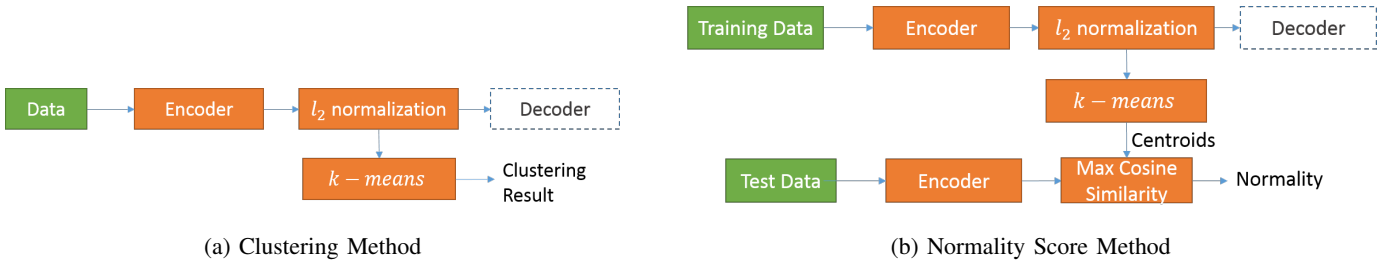 Data
Encoder
l₂ normalization
Decoder
k − means
Clustering
Result
(a) Clustering Method
Training Data
Encoder
l₂ normalization
Decoder
k − means
Centroids
Test Data
Encoder
Max Cosine
Similarity
Normality
(b) Normality Score Method